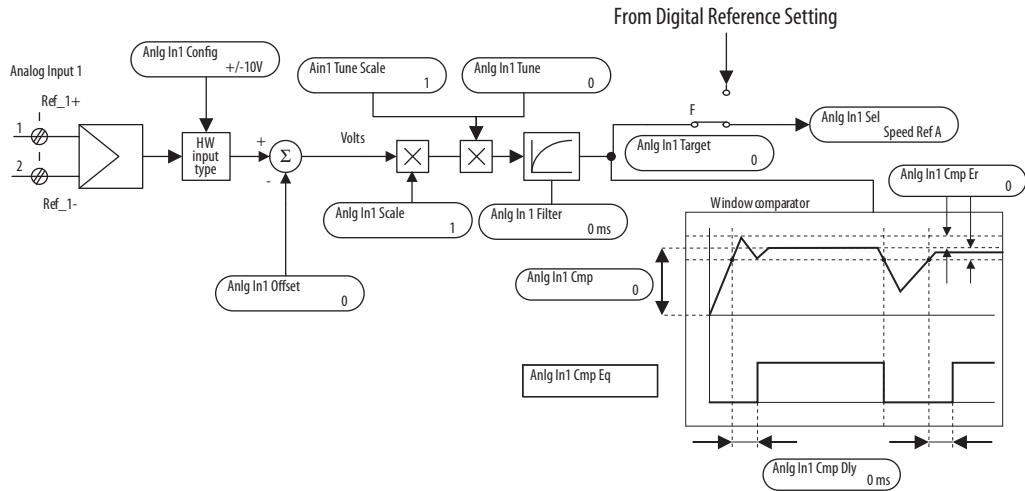 From Digital Reference Setting
Analog Input 1
Ref_1+
1
2
Ref_1-
Anlg In1 Config
+/-10V
HW
input
type
+
-
Σ
Anlg In1 Offset
0
Volts
Ain1 Tune Scale
1
Anlg In1 Tune
0
Anlg In1 Scale
1
Anlg In 1 Filter
0 ms
F
Anlg In1 Target
0
Anlg In1 Sel
Speed Ref A
Anlg In1 Cmp Er
0
Window comparator
Anlg In1 Cmp
0
Anlg In1 Cmp Eq
Anlg In1 Cmp Dly
0 ms